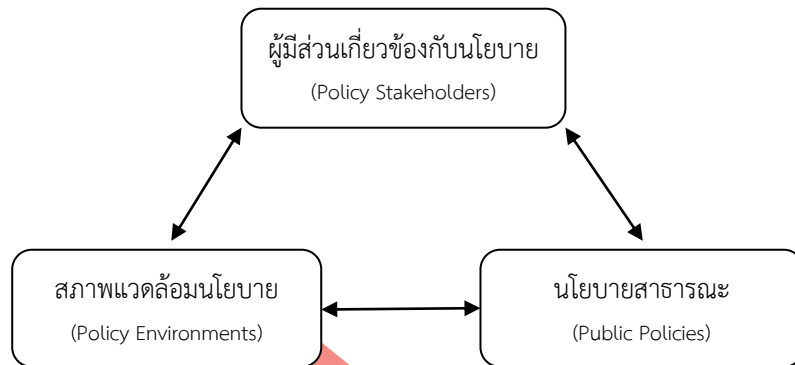 ผู้มีส่วนเกี่ยวข้องกับนโยบาย
(Policy Stakeholders)
สภาพแวดล้อมนโยบาย
(Policy Environments)
นโยบายสาธารณะ
(Public Policies)